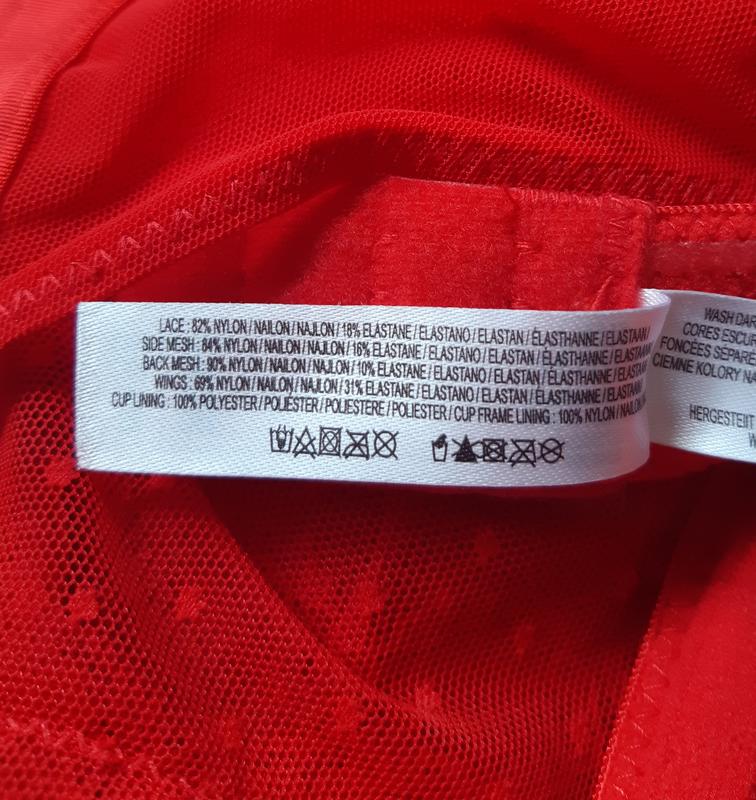 LACE : 82% NYLON / NAILON / NAJLON / 18% ELASTANE / ELASTANO / ELASTAN / ÉLASTHANNE / ELASTAAN /
SIDE MESH : 84% NYLON / NAILON / NAJLON / 16% ELASTANE / ELASTANO / ELASTAN / ÉLASTHANNE / ELASTAAN
BACK MESH : 90% NYLON / NAILON / NAJLON / 10% ELASTANE / ELASTANO / ELASTAN / ÉLASTHANNE /
WINGS : 69% NYLON / NAILON / NAJLON / 31% ELASTANE / ELASTANO / ELASTAN / ÉLASTHANNE /
CUP LINING : 100% POLYESTER / POLIÉSTER / POLIESTERE / POLIESTER / CUP FRAME LINING : 100% NYLON /
WASH DAR
CORES ESCUR
FONCÉES SÉPARÉ
CIEMNE KOLORY NA
HERGESTEllT